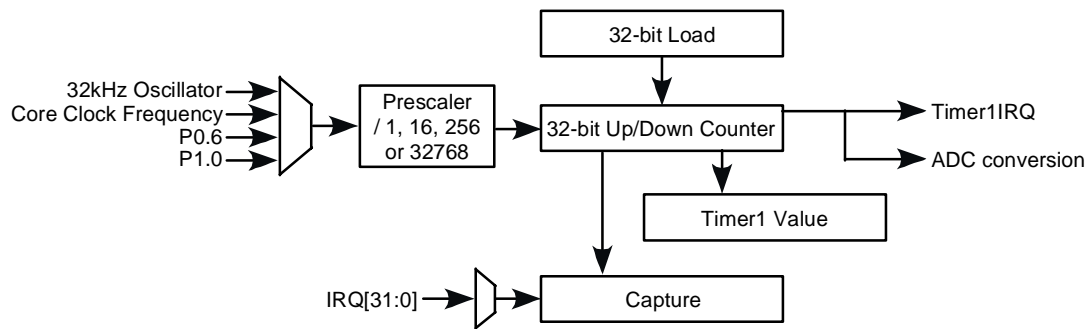 32-bit Load
32kHz Oscillator
Core Clock Frequency
P0.6
P1.0
Prescaler
/ 1, 16, 256
or 32768
32-bit Up/Down Counter
Timer1IRQ
ADC conversion
Timer1 Value
IRQ[31:0]
Capture